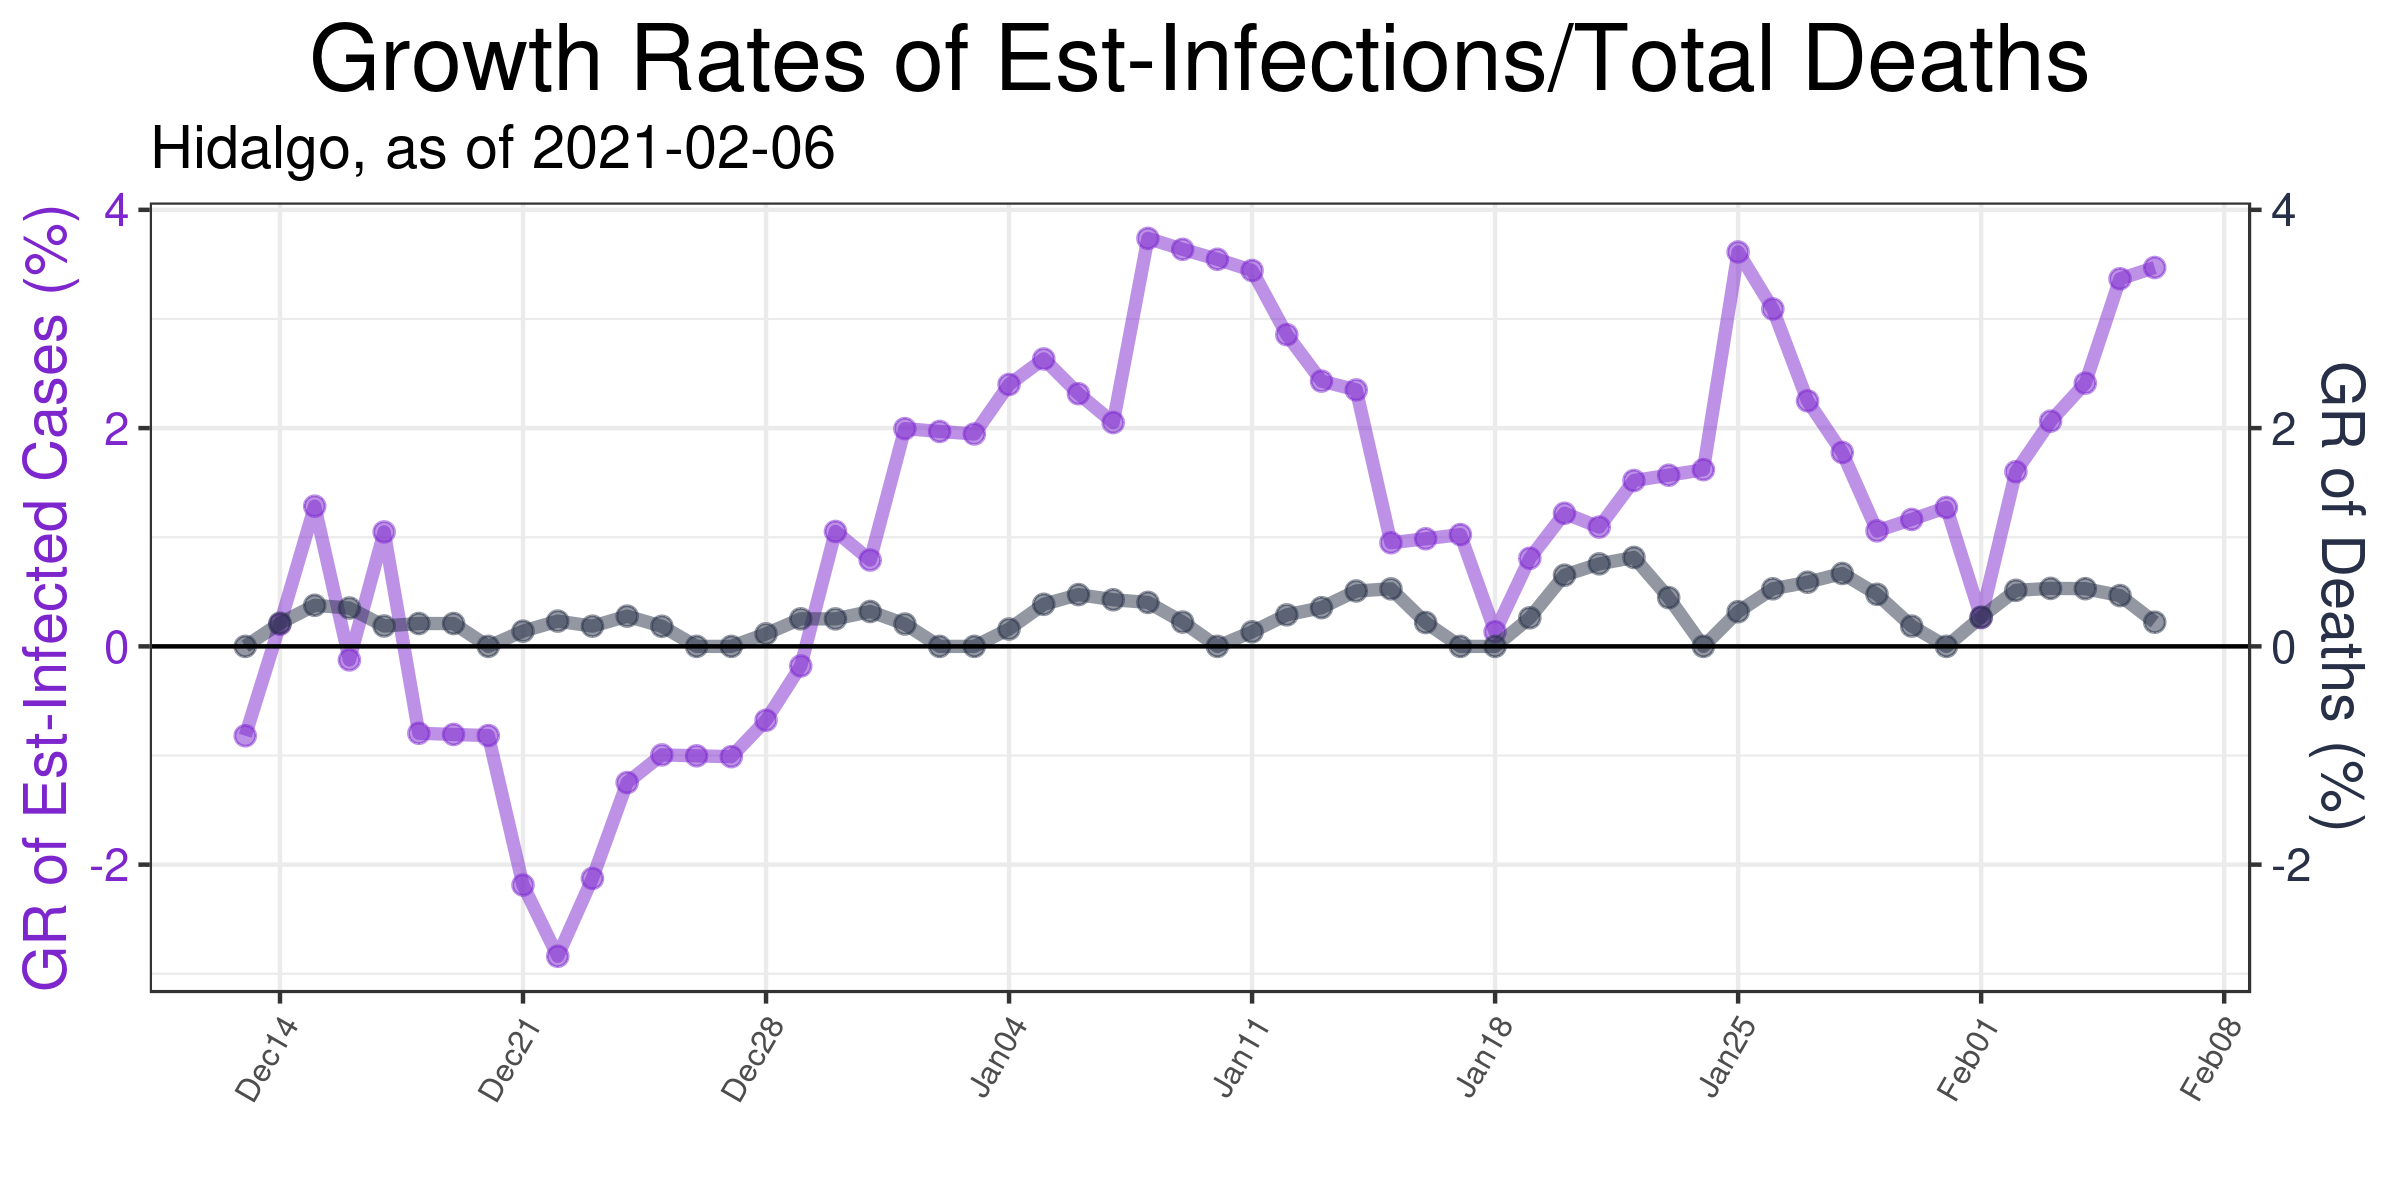 Growth Rates of Est-Infections/Total Deaths
Hidalgo, as of 2021-02-06
GR of Est-Infected Cases (%)
4
2
0
-2
4
2
0
-2
GR of Deaths (%)
Dec14
Dec21
Dec28
Jan04
Jan11
Jan18
Jan25
Feb01
Feb08